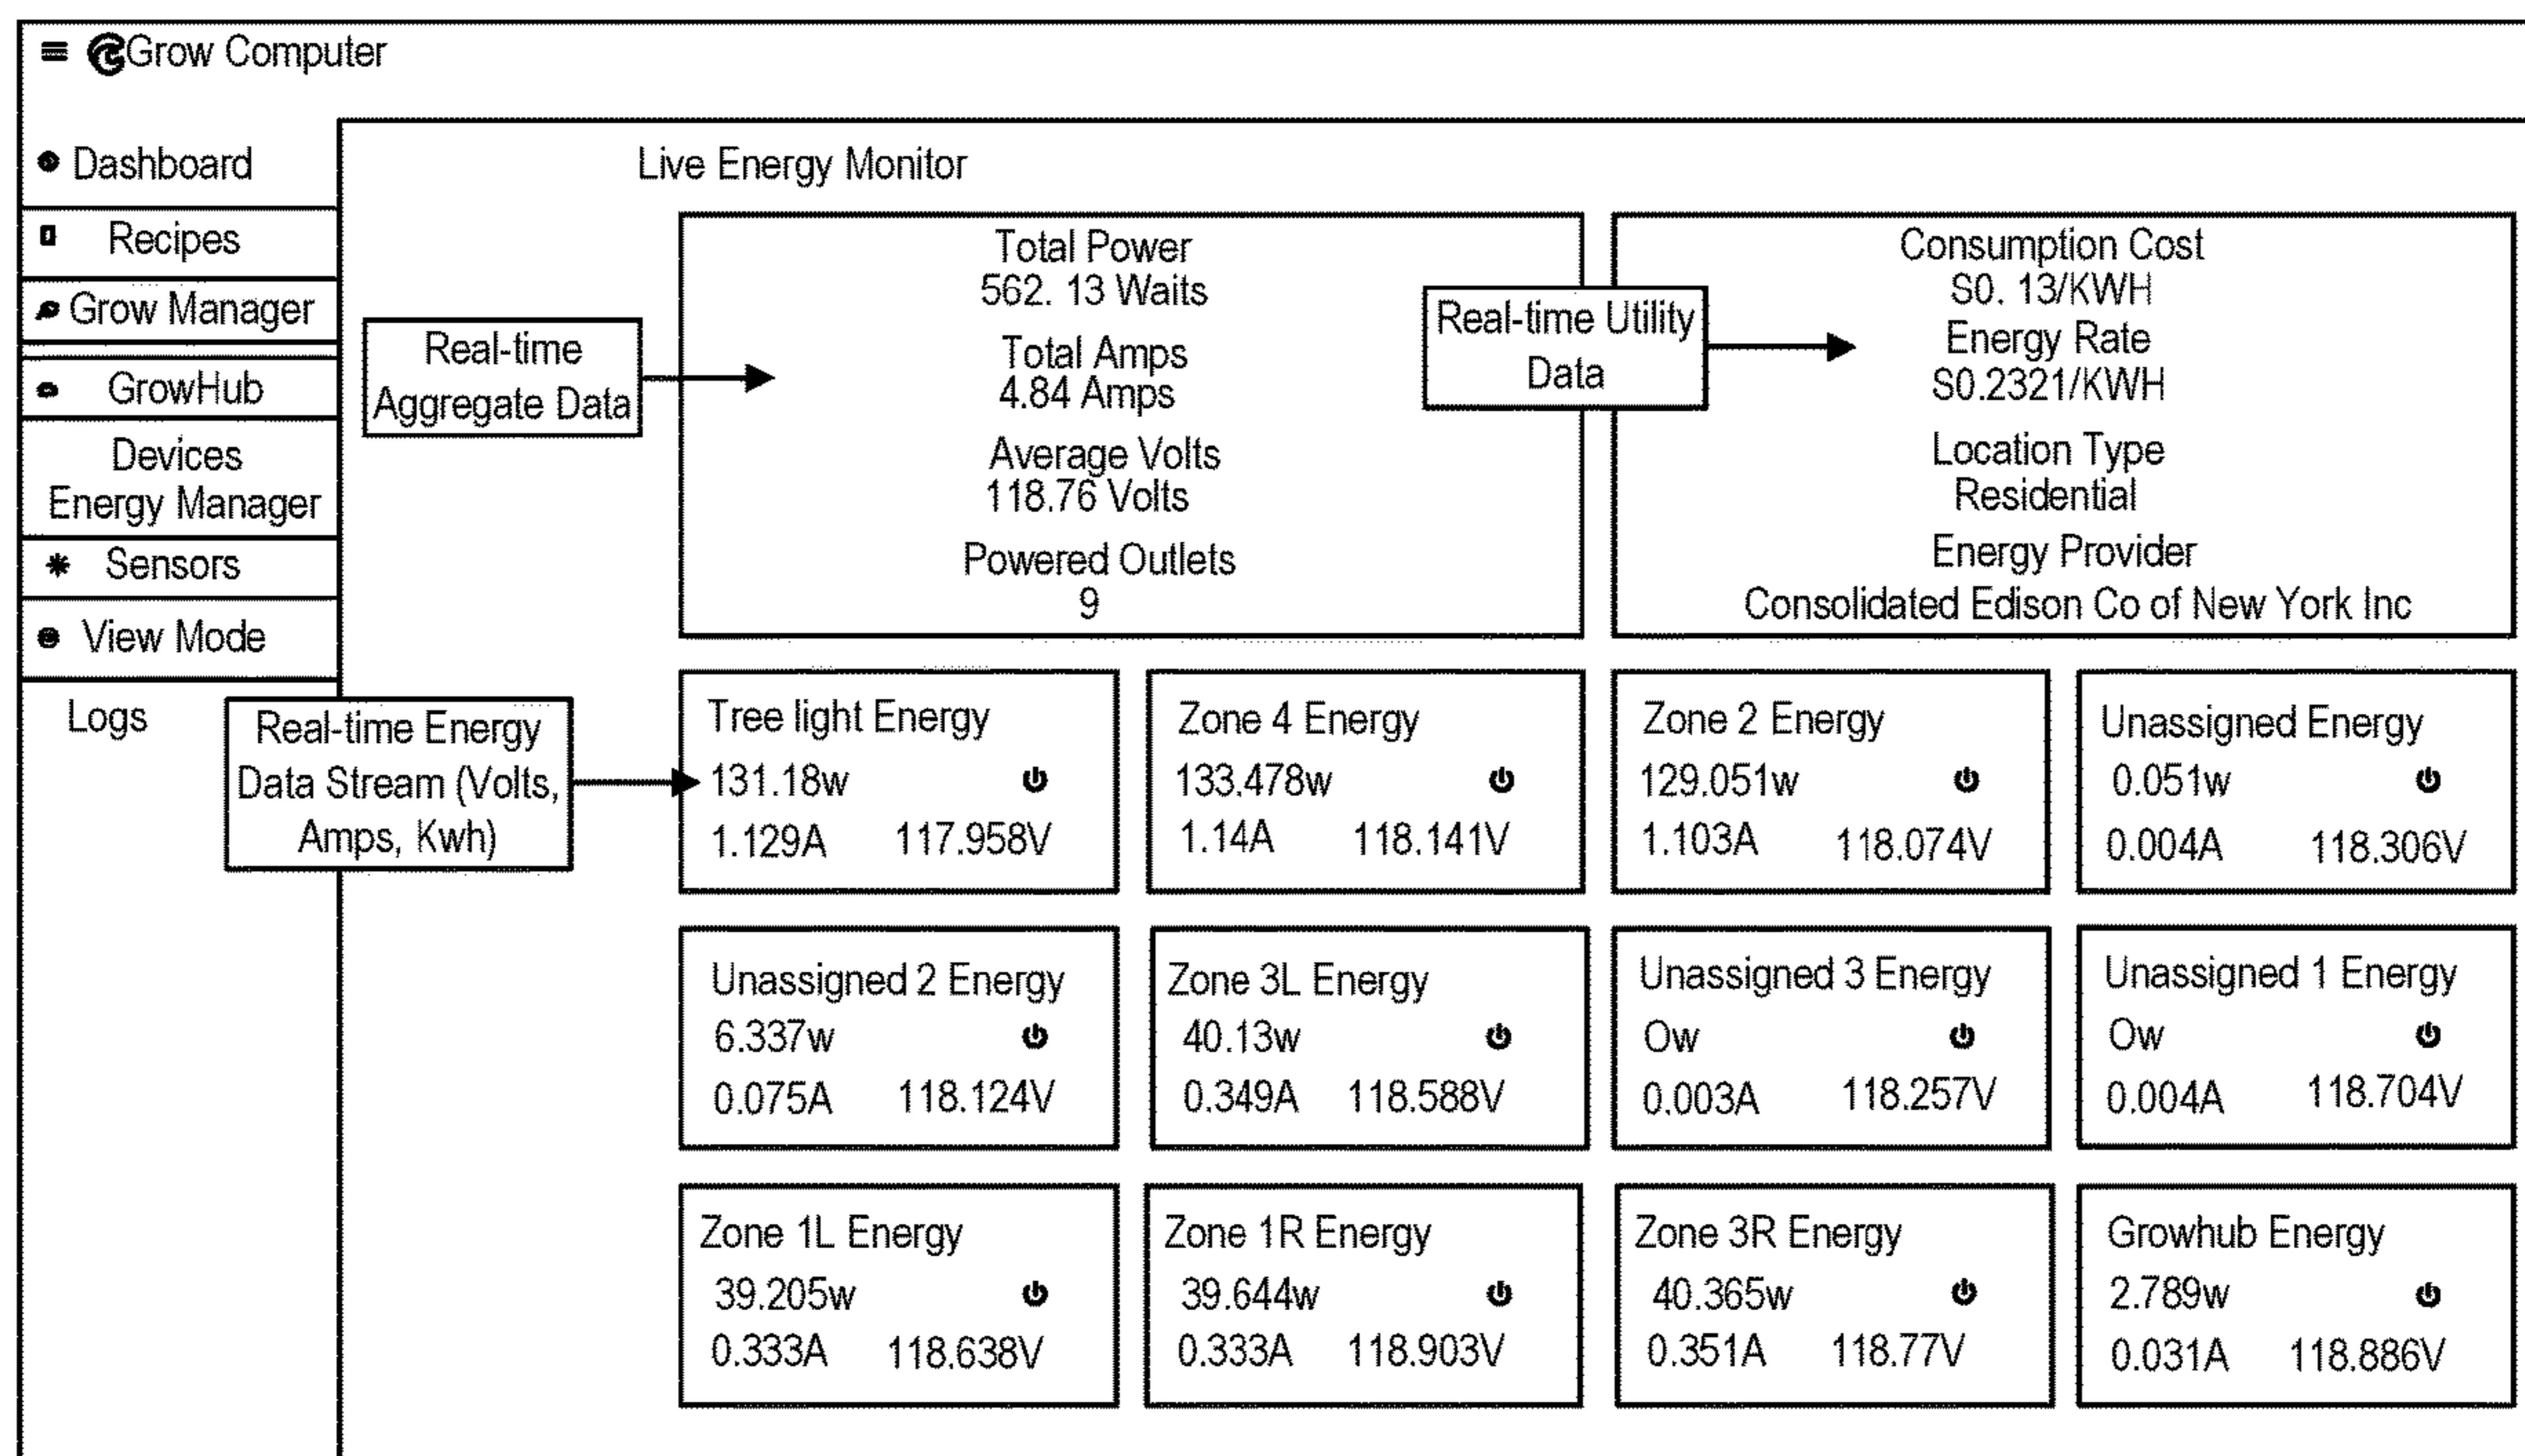 Grow Computer
Dashboard
Recipes
Grow Manager
GrowHub
Devices
Energy Manager
Sensors
View Mode
Logs
Live Energy Monitor
Real-time
Aggregate Data
Total Power
562. 13 Waits
Total Amps
4.84 Amps
Average Volts
118.76 Volts
Powered Outlets
9
Real-time Utility
Data
Consumption Cost
S0. 13/KWH
Energy Rate
S0.2321/KWH
Location Type
Residential
Energy Provider
Consolidated Edison Co of New York Inc
Real-time Energy
Data Stream (Volts,
Amps, Kwh)
Tree light Energy
131.18w
1.129A 117.958V
Zone 4 Energy
133.478w
1.14A 118.141V
Zone 2 Energy
129.051w
1.103A 118.074V
Unassigned Energy
0.051w
0.004A 118.306V
Unassigned 2 Energy
6.337w
0.075A 118.124V
Zone 3L Energy
40.13w
0.349A 118.588V
Unassigned 3 Energy
Ow
0.003A 118.257V
Unassigned 1 Energy
Ow
0.004A 118.704V
Zone 1L Energy
39.205w
0.333A 118.638V
Zone 1R Energy
39.644w
0.333A 118.903V
Zone 3R Energy
40.365w
0.351A 118.77V
Growhub Energy
2.789w
0.031A 118.886V